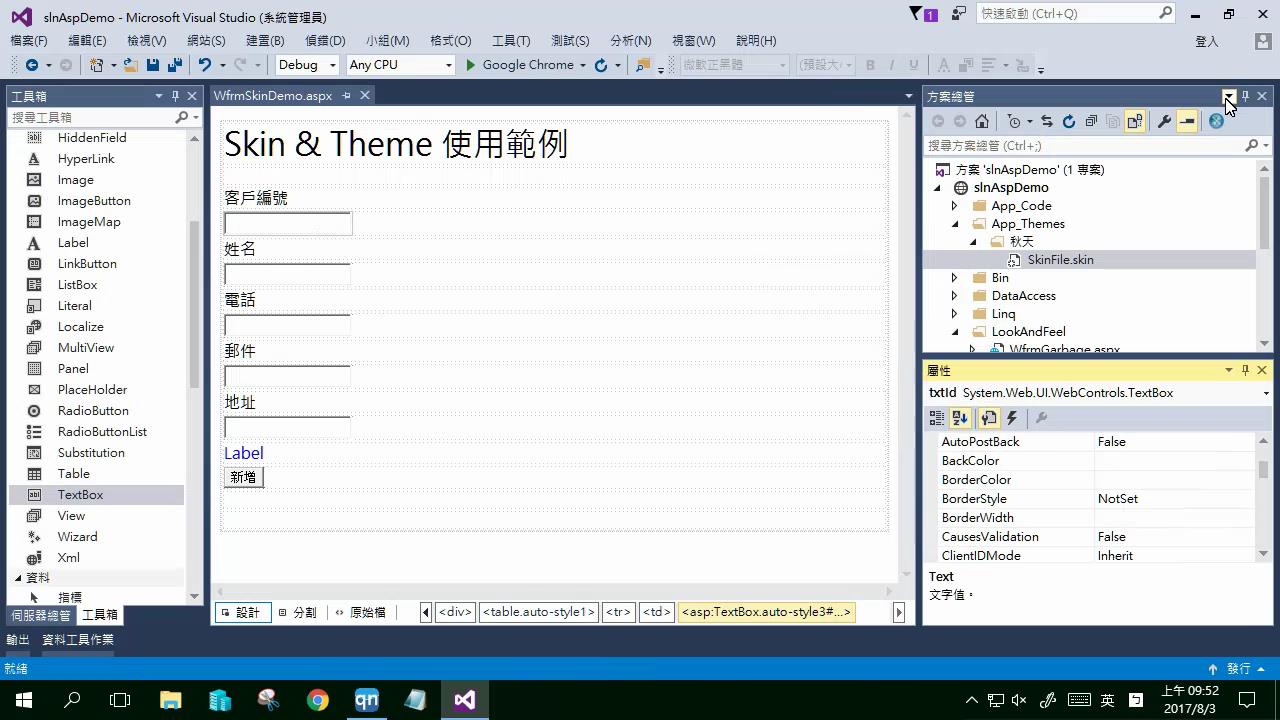 slnAspDemo - Microsoft Visual Studio (系統管理員)
1
快速啟動 (Ctrl+Q)
檔案(F) 編輯(E) 檢視(V) 網站(S) 建置(B) 偵錯(D) 小組(M) 格式(O) 工具(T) 測試(S) 分析(N) 視窗(W) 說明(H)
登入
Debug Any CPU Google Chrome 微軟正黑體 (預設大 B I U A
工具箱
搜尋工具箱
HiddenField
HyperLink
Image
ImageButton
ImageMap
Label
LinkButton
ListBox
Literal
Localize
MultiView
Panel
PlaceHolder
RadioButton
RadioButtonList
Substitution
Table
TextBox
View
Wizard
Xml
資料
指標
伺服器總管 工具箱
WfrmSkinDemo.aspx
Skin & Theme 使用範例
客戶編號
姓名
電話
郵件
地址
Label
新增
設計 分割 原始檔
<div> <table.auto-style1> <tr> <td> <asp:TextBox.auto-style3#...>
方案總管
搜尋方案總管 (Ctrl+;)
方案 'slnAspDemo' (1 專案)
slnAspDemo
App_Code
App_Themes
秋天
SkinFile.skin
Bin
DataAccess
Linq
LookAndFeel
WfrmGarbage.aspx
屬性
txtId System.Web.UI.WebControls.TextBox
AutoPostBack False
BackColor
BorderColor
BorderStyle NotSet
BorderWidth
CausesValidation False
ClientIDMode Inherit
Text
文字值。
輸出 資料工具作業
就緒
發行
qn
英
上午 09:52
2017/8/3